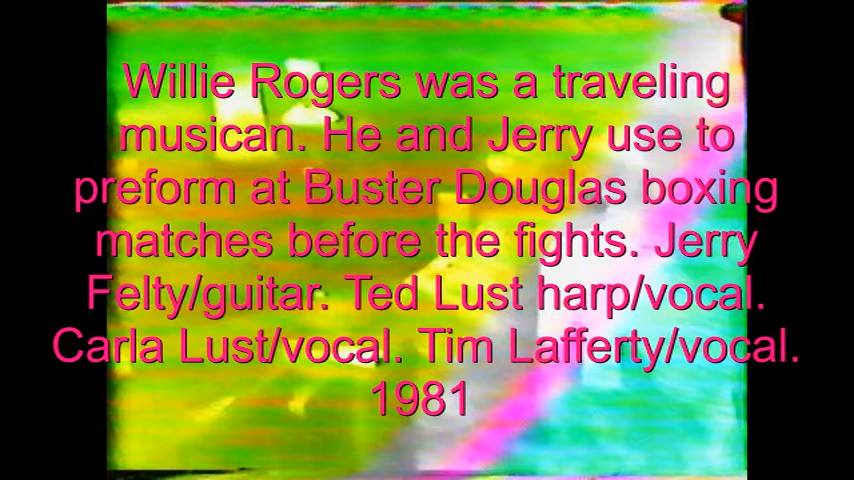 Willie Rogers was a traveling
musican. He and Jerry use to
preform at Buster Douglas boxing
matches before the fights. Jerry
Felty/guitar. Ted Lust harp/vocal.
Carla Lust/vocal. Tim Lafferty/vocal.
1981